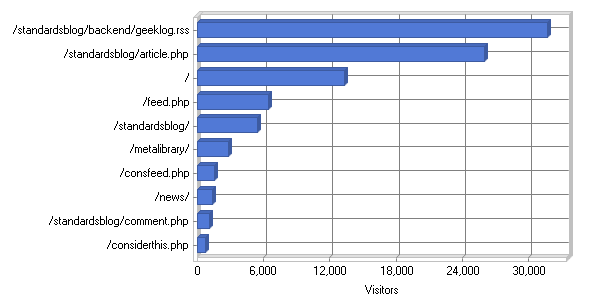 /standardsblog/backend/geeklog.rss
/standardsblog/article.php
/
/feed.php
/standardsblog/
/metalibrary/
/consfeed.php
/news/
/standardsblog/comment.php
/considerthis.php
0 6,000 12,000 18,000 24,000 30,000
Visitors